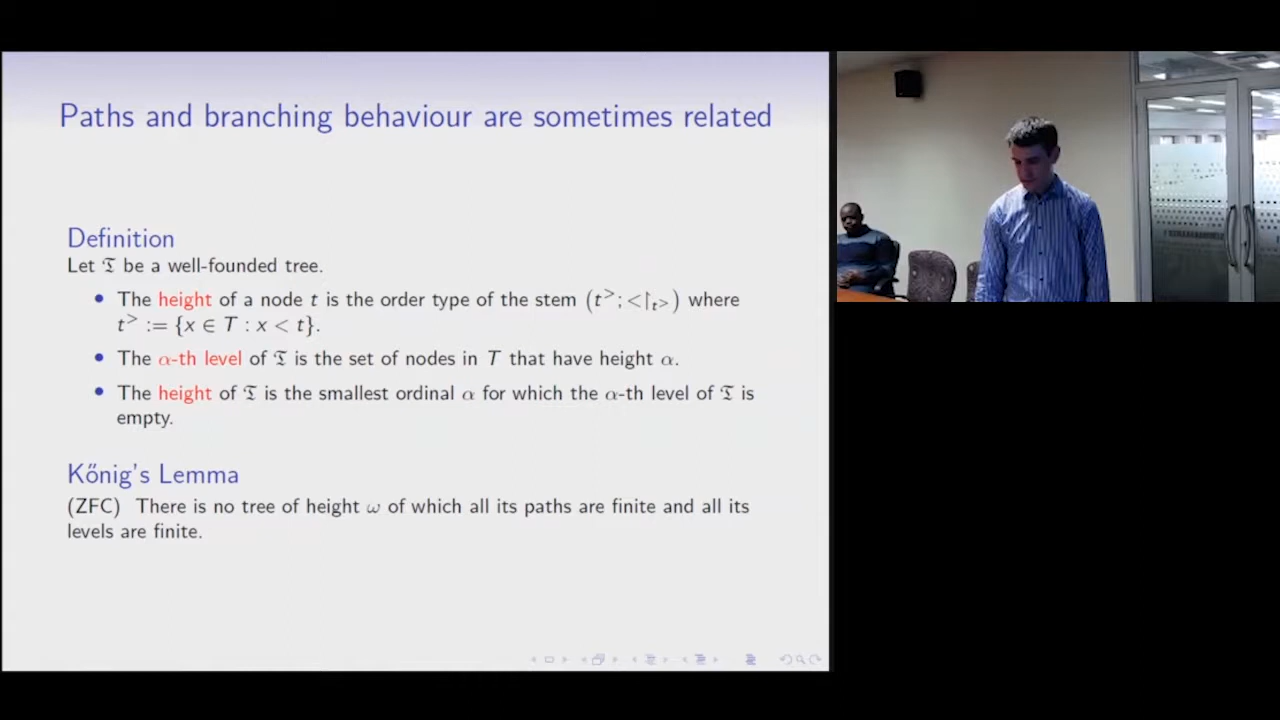 Paths and branching behaviour are sometimes related
Definition
Let 𝔗 be a well-founded tree.
• The height of a node t is the order type of the stem (t^>; <↾_{t^>}) where
t^> := {x ∈ T : x < t}.
• The α-th level of 𝔗 is the set of nodes in T that have height α.
• The height of 𝔗 is the smallest ordinal α for which the α-th level of 𝔗 is
empty.
Kőnig's Lemma
(ZFC) There is no tree of height ω of which all its paths are finite and all its
levels are finite.